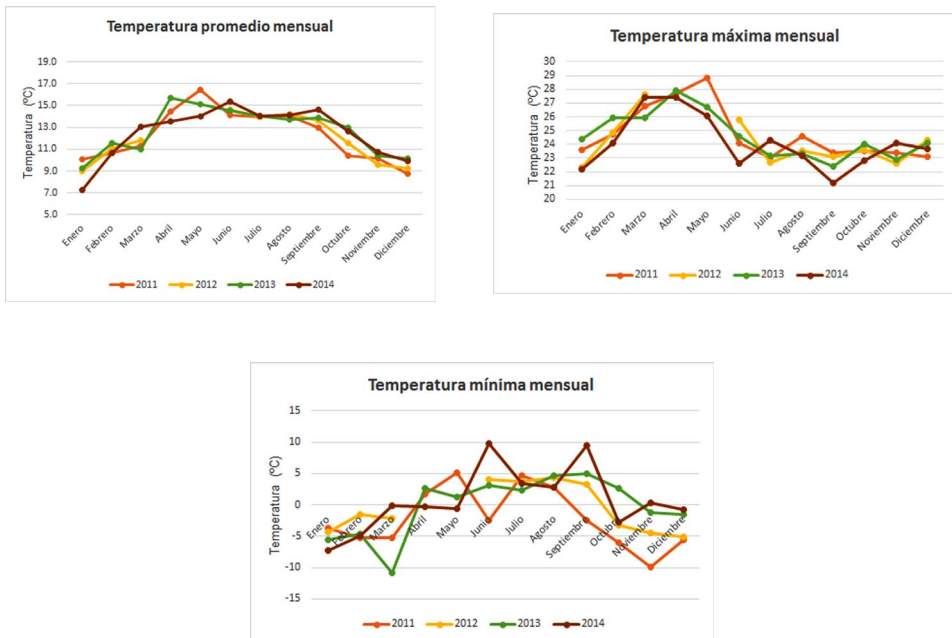 Temperatura promedio mensual
Temperatura (ºC)
19.0
17.0
15.0
13.0
11.0
9.0
7.0
5.0
Enero
Febrero
Marzo
Abril
Mayo
Junio
Julio
Agosto
Septiembre
Octubre
Noviembre
Diciembre
2011 2012 2013 2014
Temperatura máxima mensual
Temperatura (ºC)
30
29
28
27
26
25
24
23
22
21
20
Enero
Febrero
Marzo
Abril
Mayo
Junio
Julio
Agosto
Septiembre
Octubre
Noviembre
Diciembre
2011 2012 2013 2014
Temperatura mínima mensual
Temperatura (ºC)
15
10
5
0
-5
-10
-15
Enero
Febrero
Marzo
Abril
Mayo
Junio
Julio
Agosto
Septiembre
Octubre
Noviembre
Diciembre
2011 2012 2013 2014